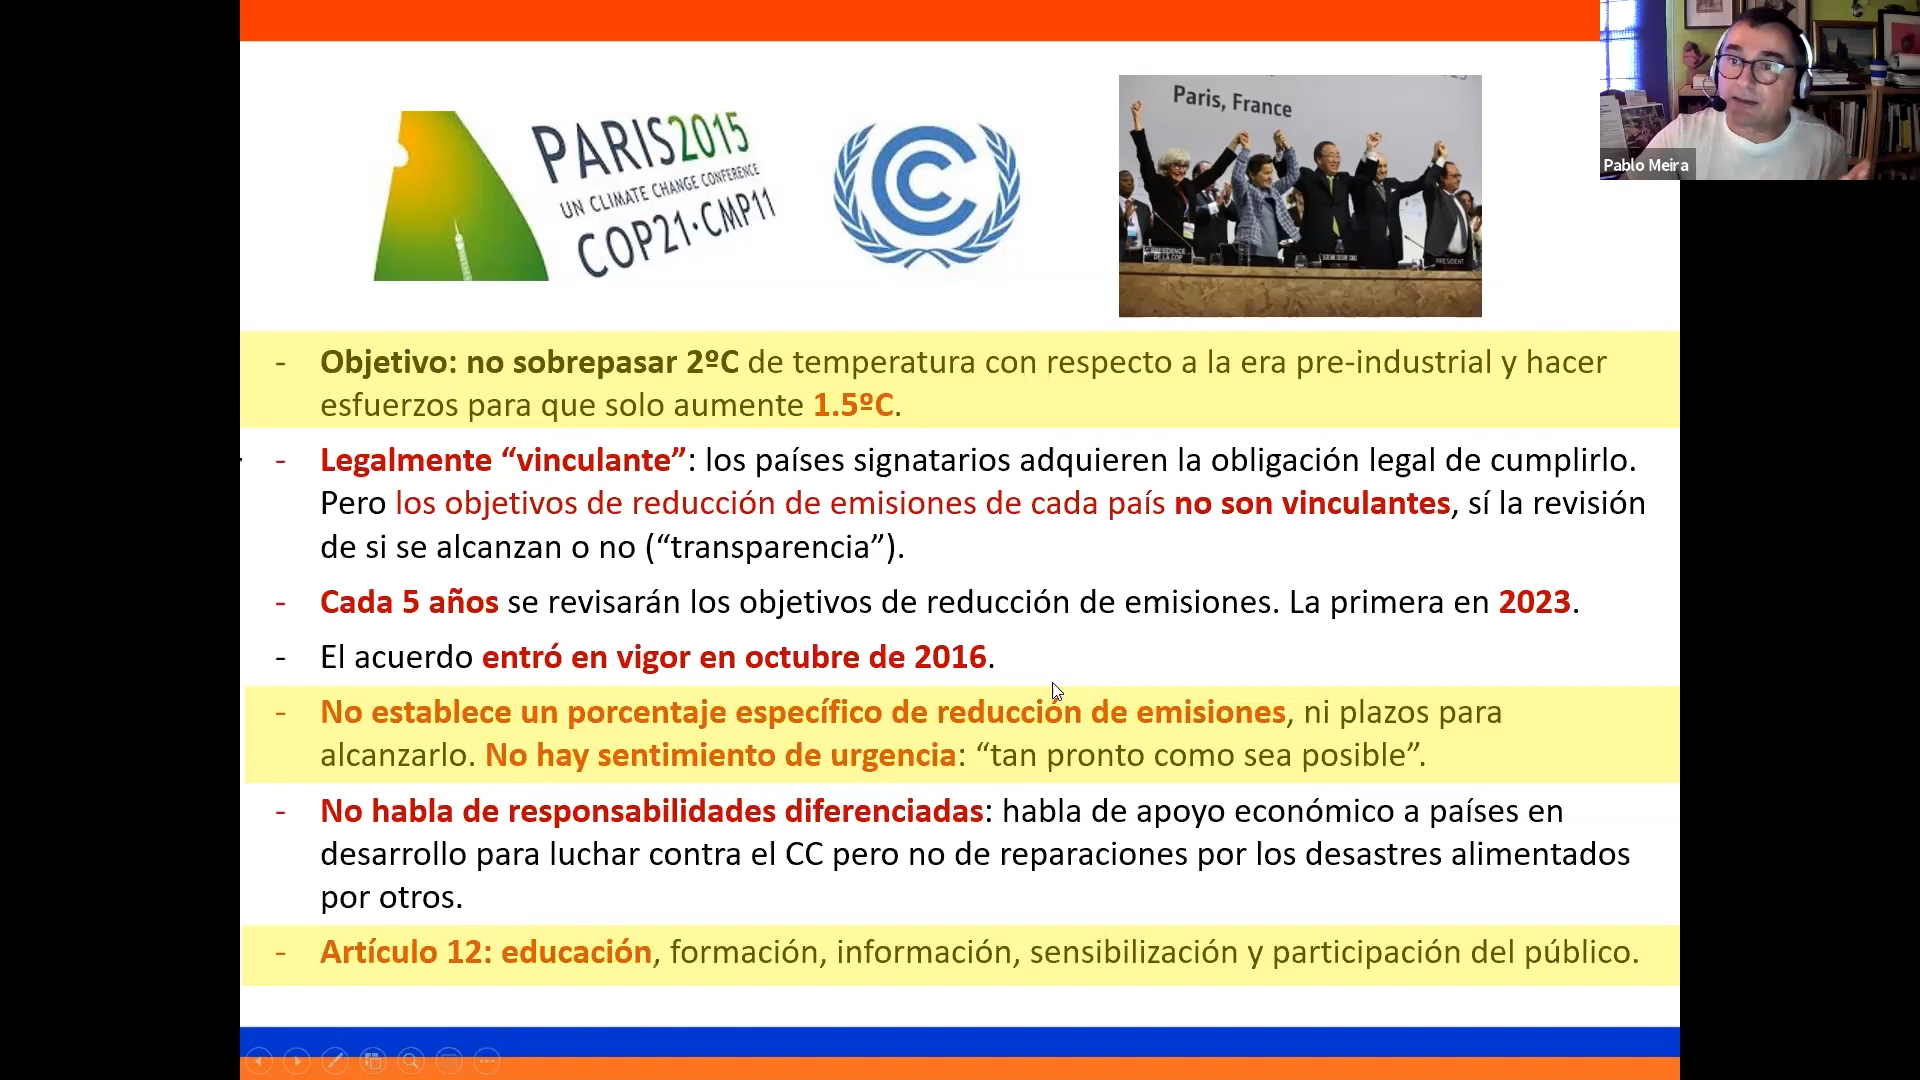 PARIS2015
UN CLIMATE CHANGE CONFERENCE
COP21·CMP11
Paris, France
PRESIDENCE
DE LA COP
PRESIDENT
Pablo Meira
- Objetivo: no sobrepasar 2ºC de temperatura con respecto a la era pre-industrial y hacer
esfuerzos para que solo aumente 1.5ºC.
- Legalmente “vinculante”: los países signatarios adquieren la obligación legal de cumplirlo.
Pero los objetivos de reducción de emisiones de cada país no son vinculantes, sí la revisión
de si se alcanzan o no (“transparencia”).
- Cada 5 años se revisarán los objetivos de reducción de emisiones. La primera en 2023.
- El acuerdo entró en vigor en octubre de 2016.
- No establece un porcentaje específico de reducción de emisiones, ni plazos para
alcanzarlo. No hay sentimiento de urgencia: “tan pronto como sea posible”.
- No habla de responsabilidades diferenciadas: habla de apoyo económico a países en
desarrollo para luchar contra el CC pero no de reparaciones por los desastres alimentados
por otros.
- Artículo 12: educación, formación, información, sensibilización y participación del público.